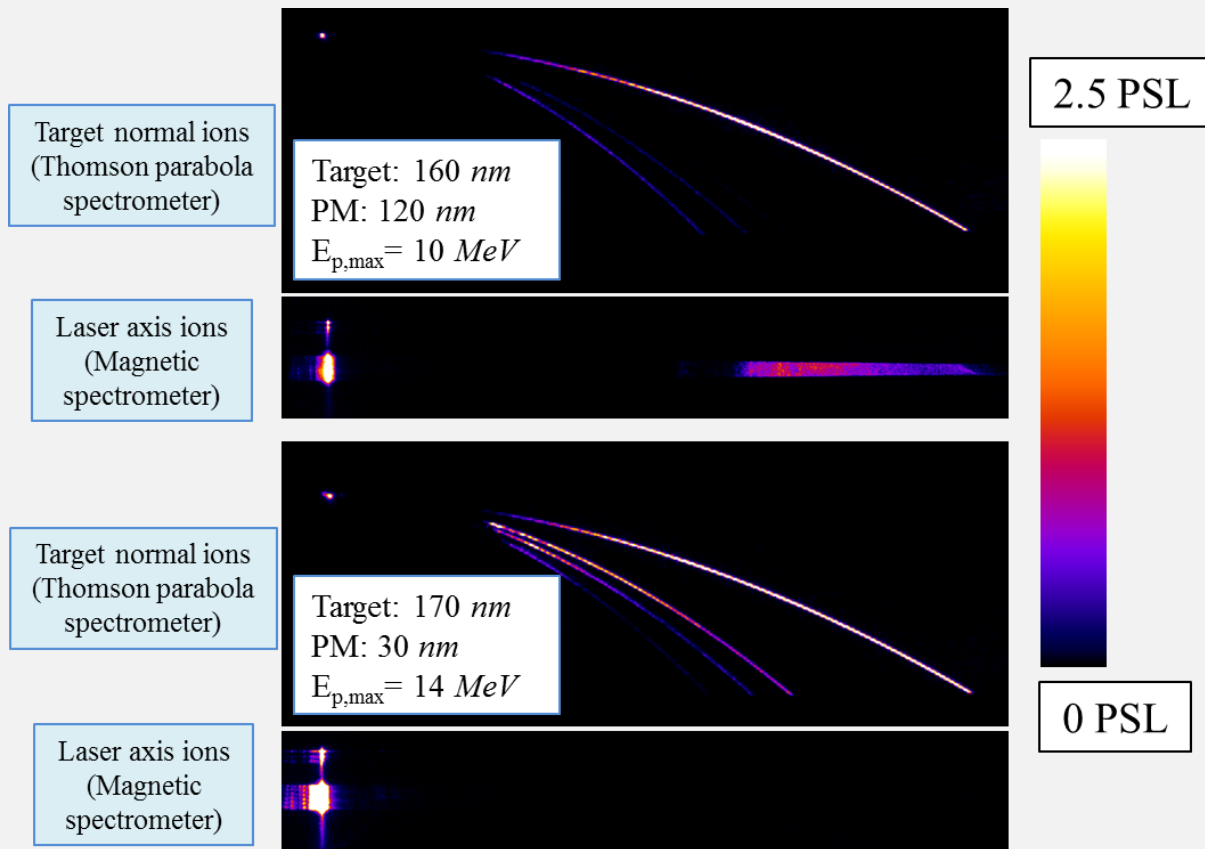 Target normal ions
(Thomson parabola
spectrometer)
Target: 160 nm
PM: 120 nm
Ep,max= 10 MeV
Laser axis ions
(Magnetic
spectrometer)
Target normal ions
(Thomson parabola
spectrometer)
Target: 170 nm
PM: 30 nm
Ep,max= 14 MeV
Laser axis ions
(Magnetic
spectrometer)
2.5 PSL
0 PSL